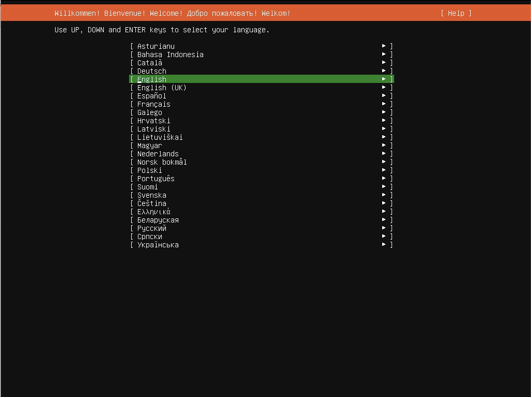 Willkommen! Bienvenue! Welcome! Добро пожаловать! Welkom! [ Help ]
Use UP, DOWN and ENTER keys to select your language.
[ Asturianu ► ]
[ Bahasa Indonesia ► ]
[ Català ► ]
[ Deutsch ► ]
[ English ► ]
[ English (UK) ► ]
[ Español ► ]
[ Français ► ]
[ Galego ► ]
[ Hrvatski ► ]
[ Latviski ► ]
[ Lietuviškai ► ]
[ Magyar ► ]
[ Nederlands ► ]
[ Norsk bokmål ► ]
[ Polski ► ]
[ Português ► ]
[ Suomi ► ]
[ Svenska ► ]
[ Čeština ► ]
[ Ελληνικά ► ]
[ Беларуская ► ]
[ Русский ► ]
[ Српски ► ]
[ Українська ► ]